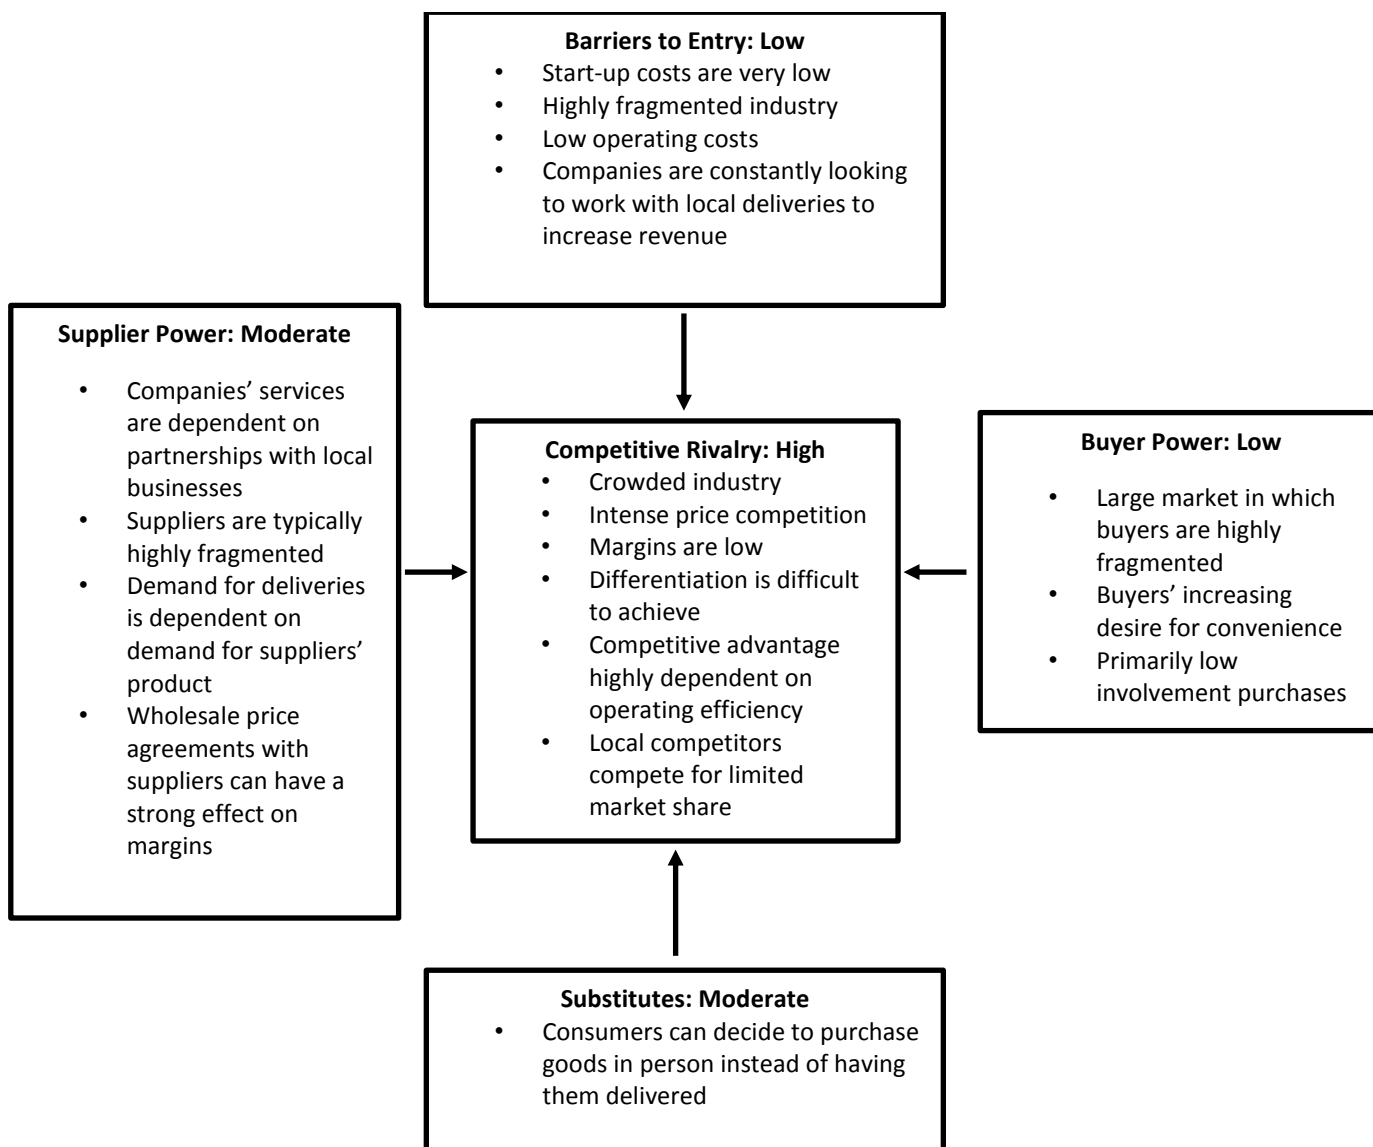 Barriers to Entry: Low
• Start-up costs are very low
• Highly fragmented industry
• Low operating costs
• Companies are constantly looking
to work with local deliveries to
increase revenue
Supplier Power: Moderate
• Companies’ services
are dependent on
partnerships with local
businesses
• Suppliers are typically
highly fragmented
• Demand for deliveries
is dependent on
demand for suppliers’
product
• Wholesale price
agreements with
suppliers can have a
strong effect on
margins
Competitive Rivalry: High
• Crowded industry
• Intense price competition
• Margins are low
• Differentiation is difficult
to achieve
• Competitive advantage
highly dependent on
operating efficiency
• Local competitors
compete for limited
market share
Buyer Power: Low
• Large market in which
buyers are highly
fragmented
• Buyers’ increasing
desire for convenience
• Primarily low
involvement purchases
Substitutes: Moderate
• Consumers can decide to purchase
goods in person instead of having
them delivered